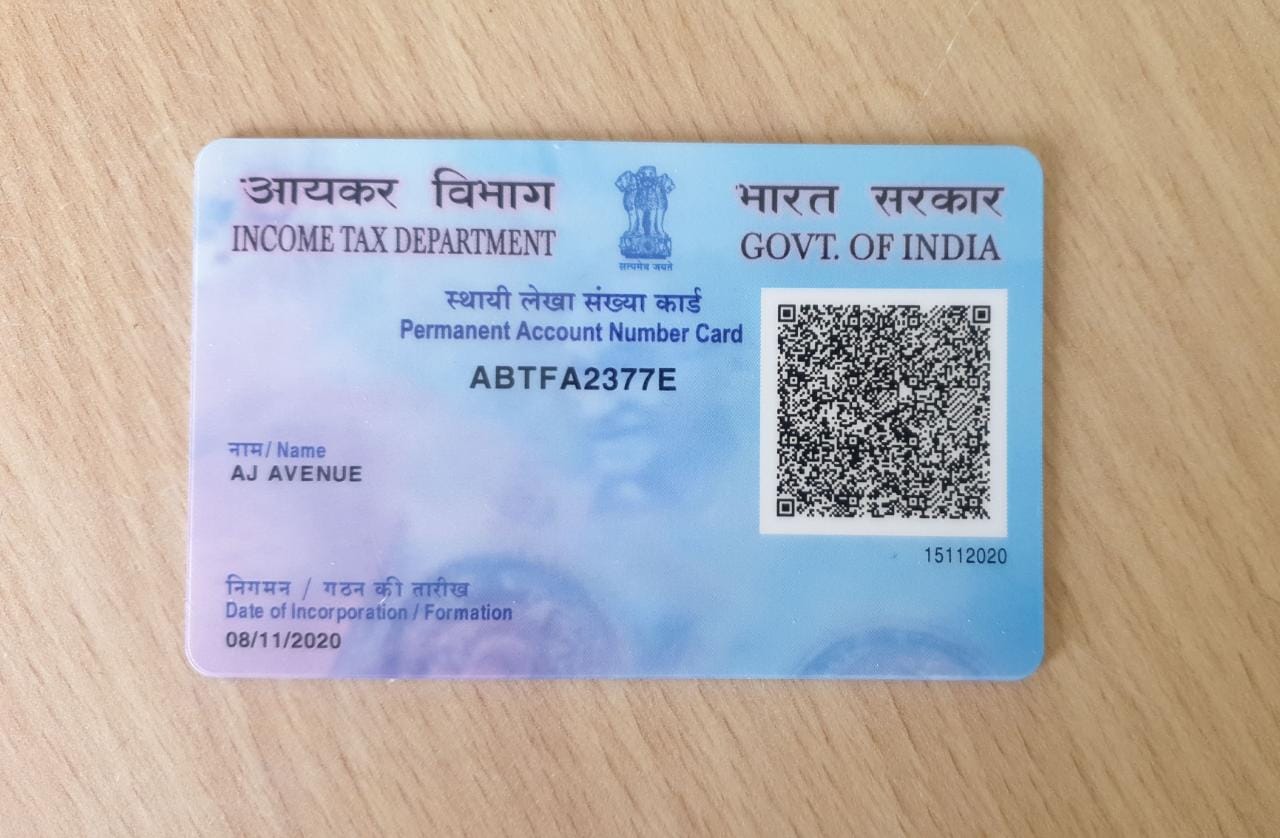 आयकर विभाग
INCOME TAX DEPARTMENT
सत्यमेव जयते
भारत सरकार
GOVT. OF INDIA
स्थायी लेखा संख्या कार्ड
Permanent Account Number Card
ABTFA2377E
नाम/ Name
AJ AVENUE
15112020
निगमन / गठन की तारीख
Date of Incorporation / Formation
08/11/2020